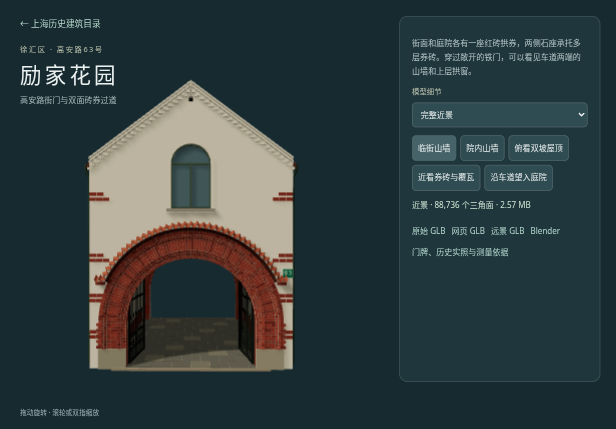 ← 上海历史建筑目录
徐汇区 · 高安路63号
励家花园
高安路街门与双面砖券过道
街面和庭院各有一座红砖拱券，两侧石座承托多
层券砖。穿过敞开的铁门，可以看见车道两端的
山墙和上层拱窗。
模型细节
完整近景
临街山墙
院内山墙
俯看双坡屋顶
近看券砖与覆瓦
沿车道望入庭院
近景 · 88,736 个三角面 · 2.57 MB
原始 GLB 网页 GLB 远景 GLB Blender
门牌、历史实照与测量依据
拖动旋转 · 滚轮或双指缩放